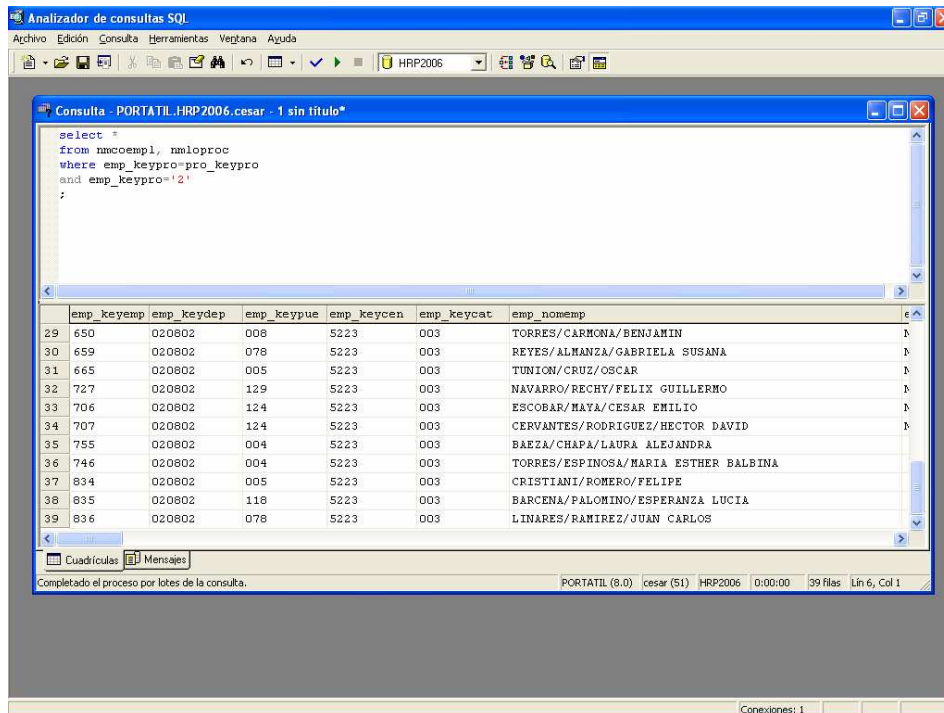 Analizador de consultas SQL
Archivo Edición Consulta Herramientas Ventana Ayuda
HRP2006
Consulta - PORTATIL.HRP2006.cesar - 1 sin título*
select *
from nmcoempl, nmloproc
where emp_keypro=pro_keypro
and emp_keypro='2'
;
emp_keyemp emp_keydep emp_keypue emp_keycen emp_keycat emp_nomemp e
29 650 020802 008 5223 003 TORRES/CARMONA/BENJAMIN
30 659 020802 078 5223 003 REYES/ALMANZA/GABRIELA SUSANA
31 665 020802 005 5223 003 TUNION/CRUZ/OSCAR
32 727 020802 129 5223 003 NAVARRO/RECHY/FELIX GUILLERMO
33 706 020802 124 5223 003 ESCOBAR/MAYA/CESAR EMILIO
34 707 020802 124 5223 003 CERVANTES/RODRIGUEZ/HECTOR DAVID
35 755 020802 004 5223 003 BAEZA/CHAPA/LAURA ALEJANDRA
36 746 020802 004 5223 003 TORRES/ESPINOSA/MARIA ESTHER BALBINA
37 834 020802 005 5223 003 CRISTIANI/ROMERO/FELIPE
38 835 020802 118 5223 003 BARCENA/PALOMINO/ESPERANZA LUCIA
39 836 020802 078 5223 003 LINARES/RAMIREZ/JUAN CARLOS
Cuadrículas Mensajes
Completado el proceso por lotes de la consulta. PORTATIL (8.0) cesar (51) HRP2006 0:00:00 39 filas Lín 6, Col 1
Conexiones: 1